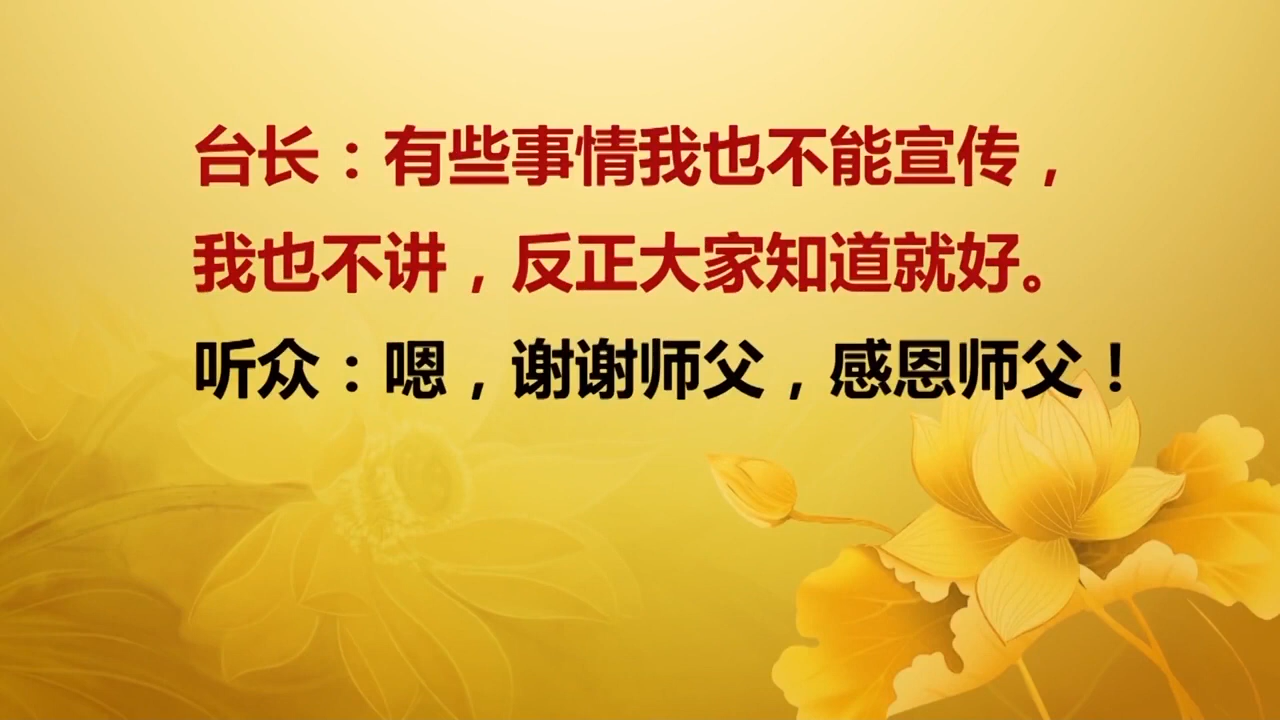 台长：有些事情我也不能宣传，
我也不讲，反正大家知道就好。
听众：嗯，谢谢师父，感恩师父！